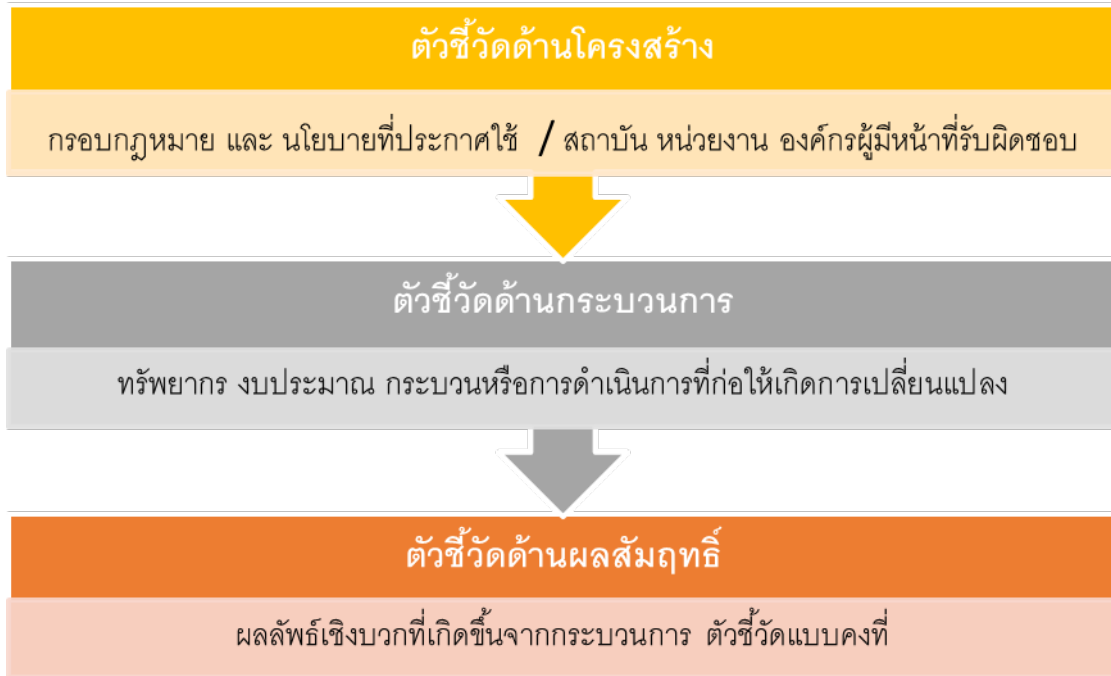 ตัวชี้วัดด้านโครงสร้าง
กรอบกฎหมาย และ นโยบายที่ประกาศใช้ / สถาบัน หน่วยงาน องค์กรผู้มีหน้าที่รับผิดชอบ
ตัวชี้วัดด้านกระบวนการ
ทรัพยากร งบประมาณ กระบวนหรือการดำเนินการที่ก่อให้เกิดการเปลี่ยนแปลง
ตัวชี้วัดด้านผลสัมฤทธิ์
ผลลัพธ์เชิงบวกที่เกิดขึ้นจากกระบวนการ ตัวชี้วัดแบบคงที่